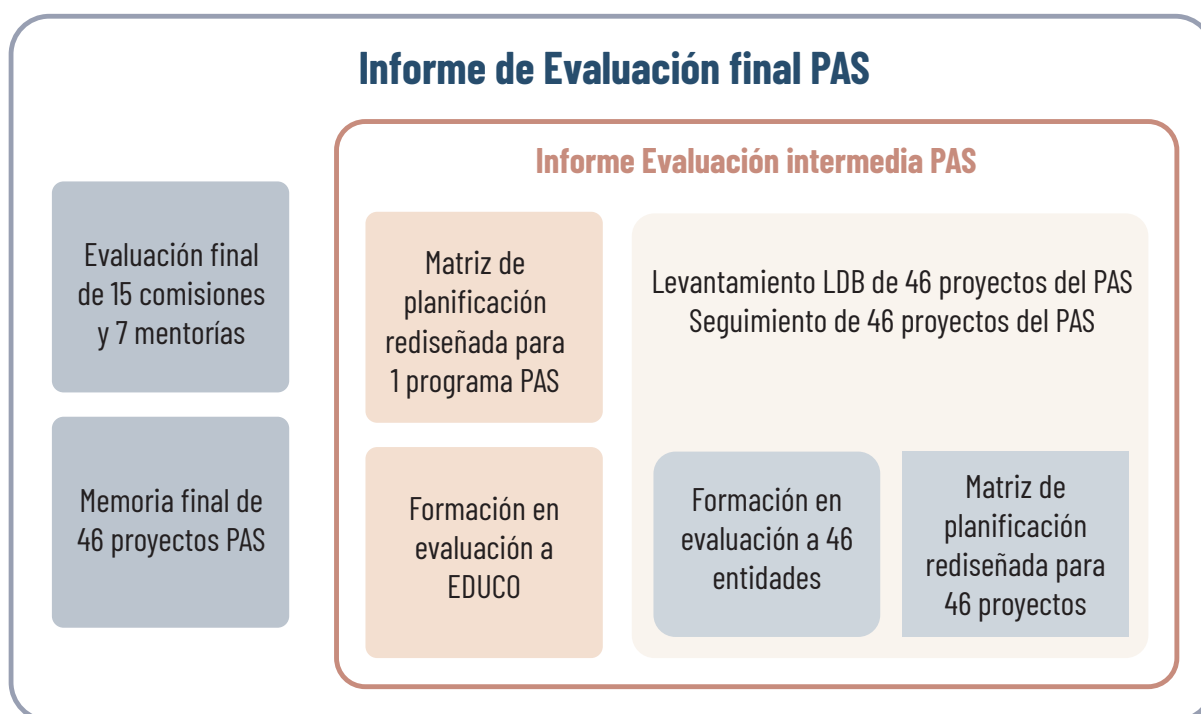 Informe de Evaluación final PAS
Informe Evaluación intermedia PAS
Evaluación final
de 15 comisiones
y 7 mentorías
Memoria final de
46 proyectos PAS
Matriz de
planificación
rediseñada para
1 programa PAS
Formación en
evaluación a
EDUCO
Levantamiento LDB de 46 proyectos del PAS
Seguimiento de 46 proyectos del PAS
Formación en
evaluación a 46
entidades
Matriz de
planificación
rediseñada para
46 proyectos